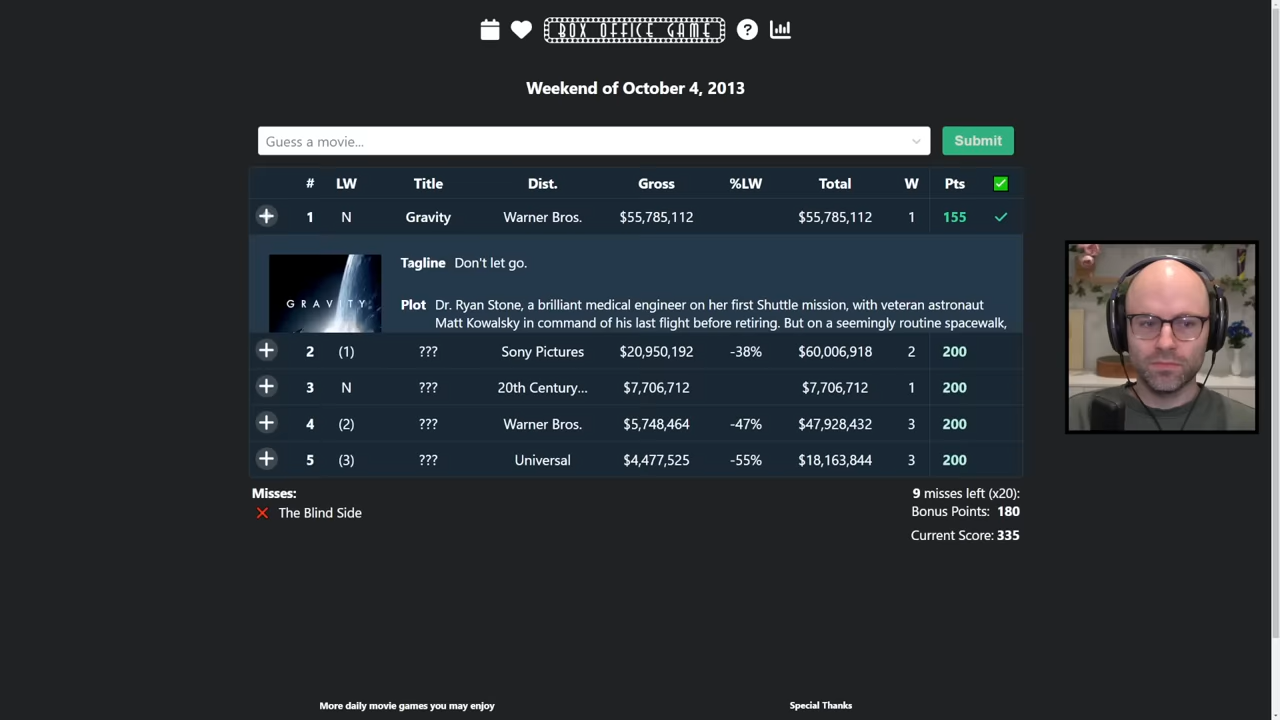 BOX OFFICE GAME
Weekend of October 4, 2013
Guess a movie...
Submit
# LW Title Dist. Gross %LW Total W Pts
1 N Gravity Warner Bros. $55,785,112 $55,785,112 1 155
Tagline Don't let go.
GRAVITY
Plot Dr. Ryan Stone, a brilliant medical engineer on her first Shuttle mission, with veteran astronaut
Matt Kowalsky in command of his last flight before retiring. But on a seemingly routine spacewalk,
2 (1) ??? Sony Pictures $20,950,192 -38% $60,006,918 2 200
3 N ??? 20th Century... $7,706,712 $7,706,712 1 200
4 (2) ??? Warner Bros. $5,748,464 -47% $47,928,432 3 200
5 (3) ??? Universal $4,477,525 -55% $18,163,844 3 200
Misses:
The Blind Side
9 misses left (x20):
Bonus Points: 180
Current Score: 335
More daily movie games you may enjoy
Special Thanks